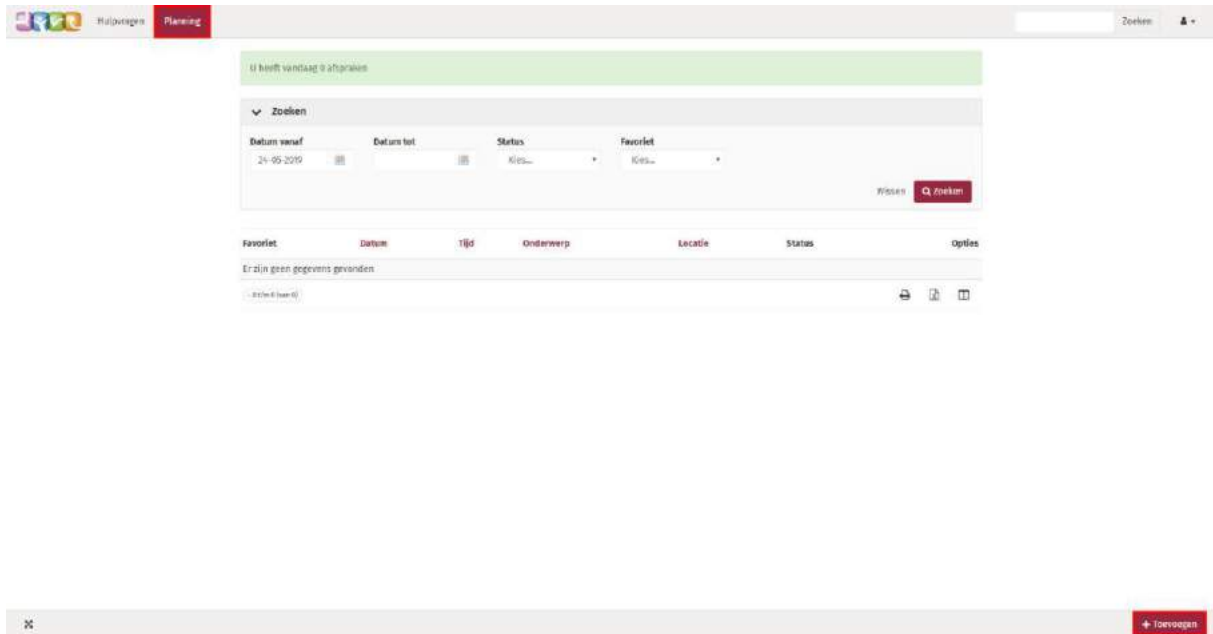 Hulpvragen Planning Zoeken
U heeft vandaag 0 afspraken
Zoeken
Datum vanaf Datum tot Status Favoriet
24-05-2019 Kies... Kies...
Wissen Zoeken
Favoriet Datum Tijd Onderwerp Locatie Status Opties
Er zijn geen gegevens gevonden
+ Toevoegen